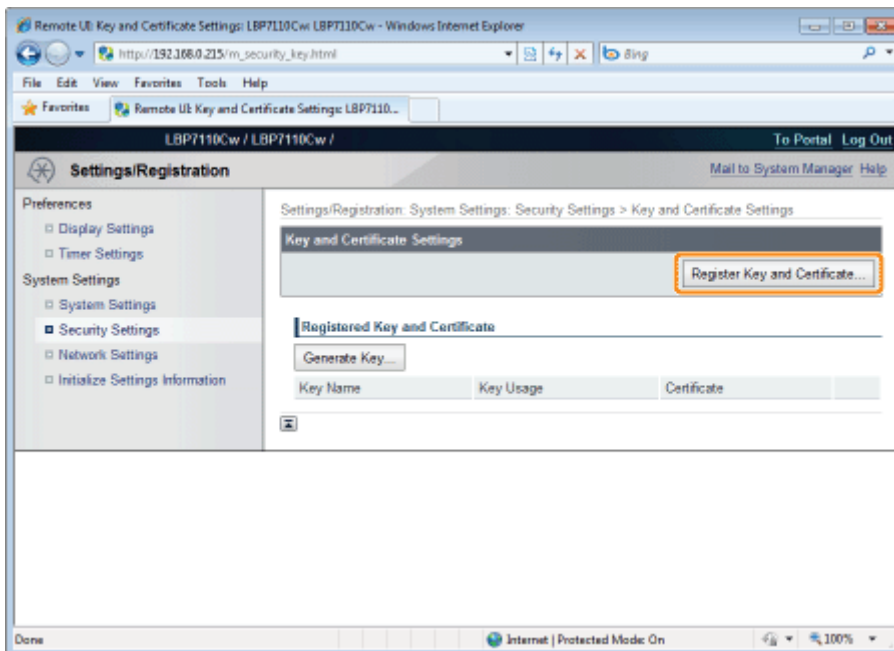 Remote UI: Key and Certificate Settings: LBP7110Cw: LBP7110Cw - Windows Internet Explorer
http://192.168.0.215/m_security_key.html
Bing
File Edit View Favorites Tools Help
Favorites
Remote UI: Key and Certificate Settings: LBP7110...
LBP7110Cw / LBP7110Cw /
To Portal Log Out
Settings/Registration
Mail to System Manager Help
Preferences
Display Settings
Timer Settings
System Settings
System Settings
Security Settings
Network Settings
Initialize Settings Information
Settings/Registration: System Settings: Security Settings > Key and Certificate Settings
Key and Certificate Settings
Register Key and Certificate...
Registered Key and Certificate
Generate Key...
Key Name Key Usage Certificate
Done
Internet | Protected Mode: On
100%